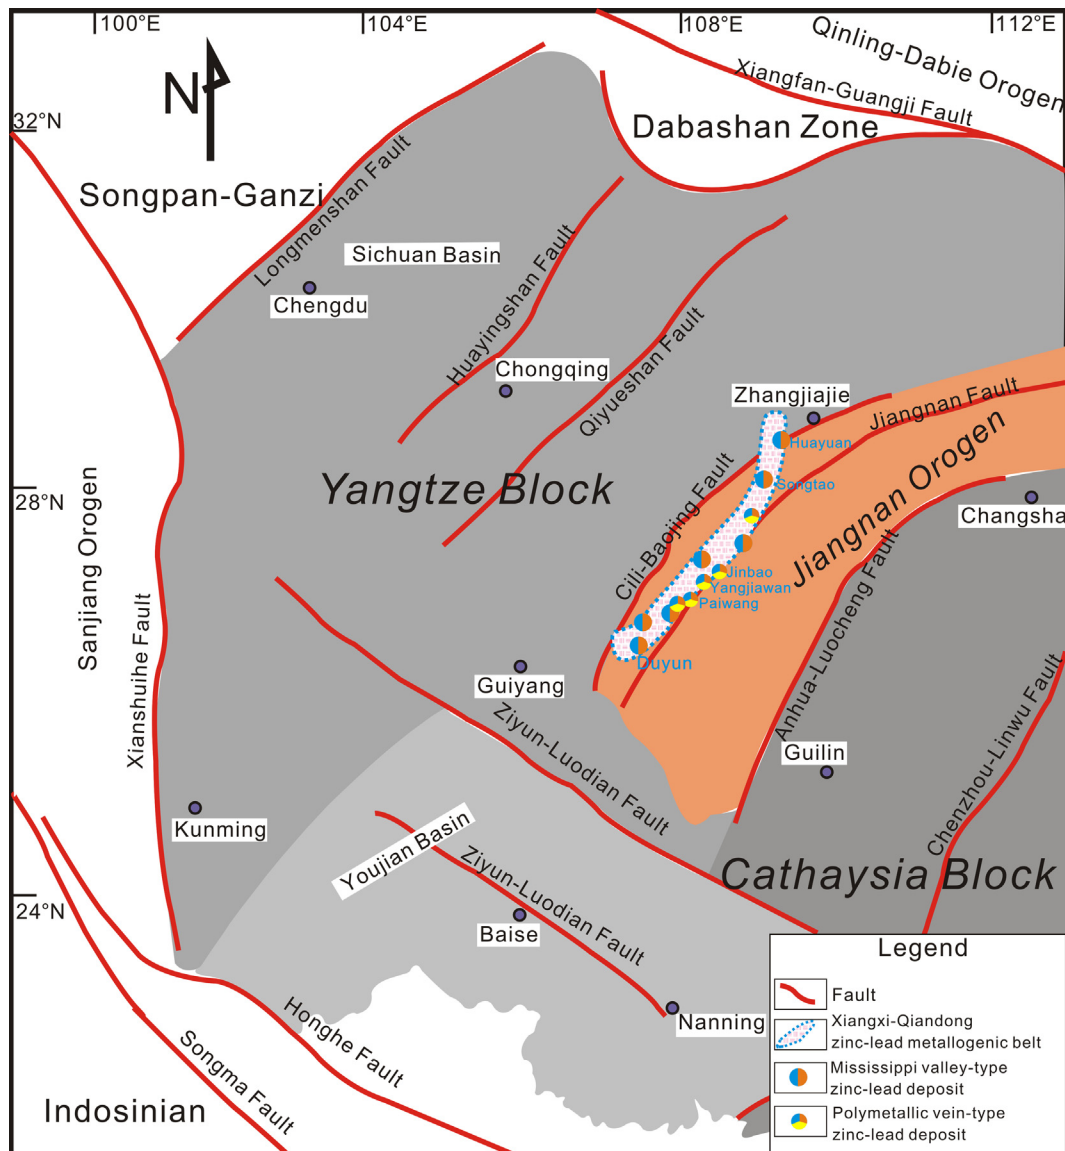 100°E
104°E
108°E
112°E
Qinling-Dabie Orogen
Xiangfan-Guangji Fault
N
32°N
Dabashan Zone
Songpan-Ganzi
Longmenshan Fault
Sichuan Basin
Chengdu
Huayingshan Fault
Chongqing
Qiyueshan Fault
Zhangjiajie
Jiangnan Fault
Huayuan
Songtao
Yangtze Block
28°N
Changsha
Jiangnan Orogen
Cili-Baojing Fault
Jinbao
Yangjiawan
Paiwang
Duyun
Sanjiang Orogen
Xianshuihe Fault
Guiyang
Ziyun-Luodian Fault
Anhua-Luocheng Fault
Guilin
Chenzhou-Linwu Fault
Kunming
Youjian Basin
Ziyun-Luodian Fault
Cathaysia Block
24°N
Baise
Nanning
Honghe Fault
Songma Fault
Indosinian
Legend
Fault
Xiangxi-Qiandong
zinc-lead metallogenic belt
Mississippi valley-type
zinc-lead deposit
Polymetallic vein-type
zinc-lead deposit